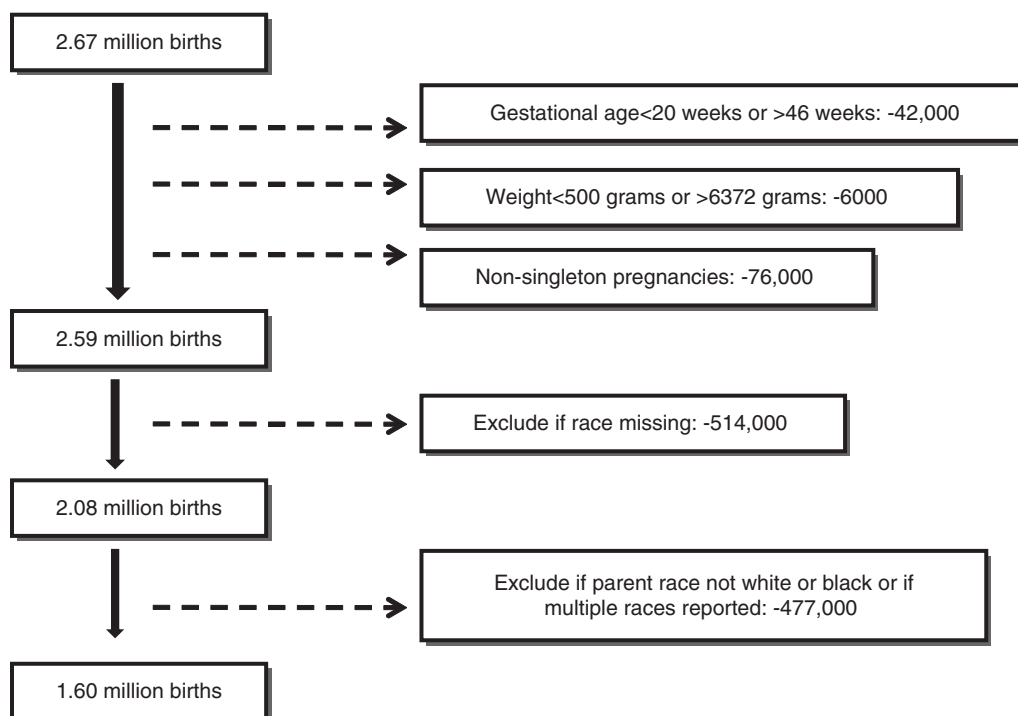 2.67 million births
Gestational age<20 weeks or >46 weeks: -42,000
Weight<500 grams or >6372 grams: -6000
Non-singleton pregnancies: -76,000
2.59 million births
Exclude if race missing: -514,000
2.08 million births
Exclude if parent race not white or black or if
multiple races reported: -477,000
1.60 million births